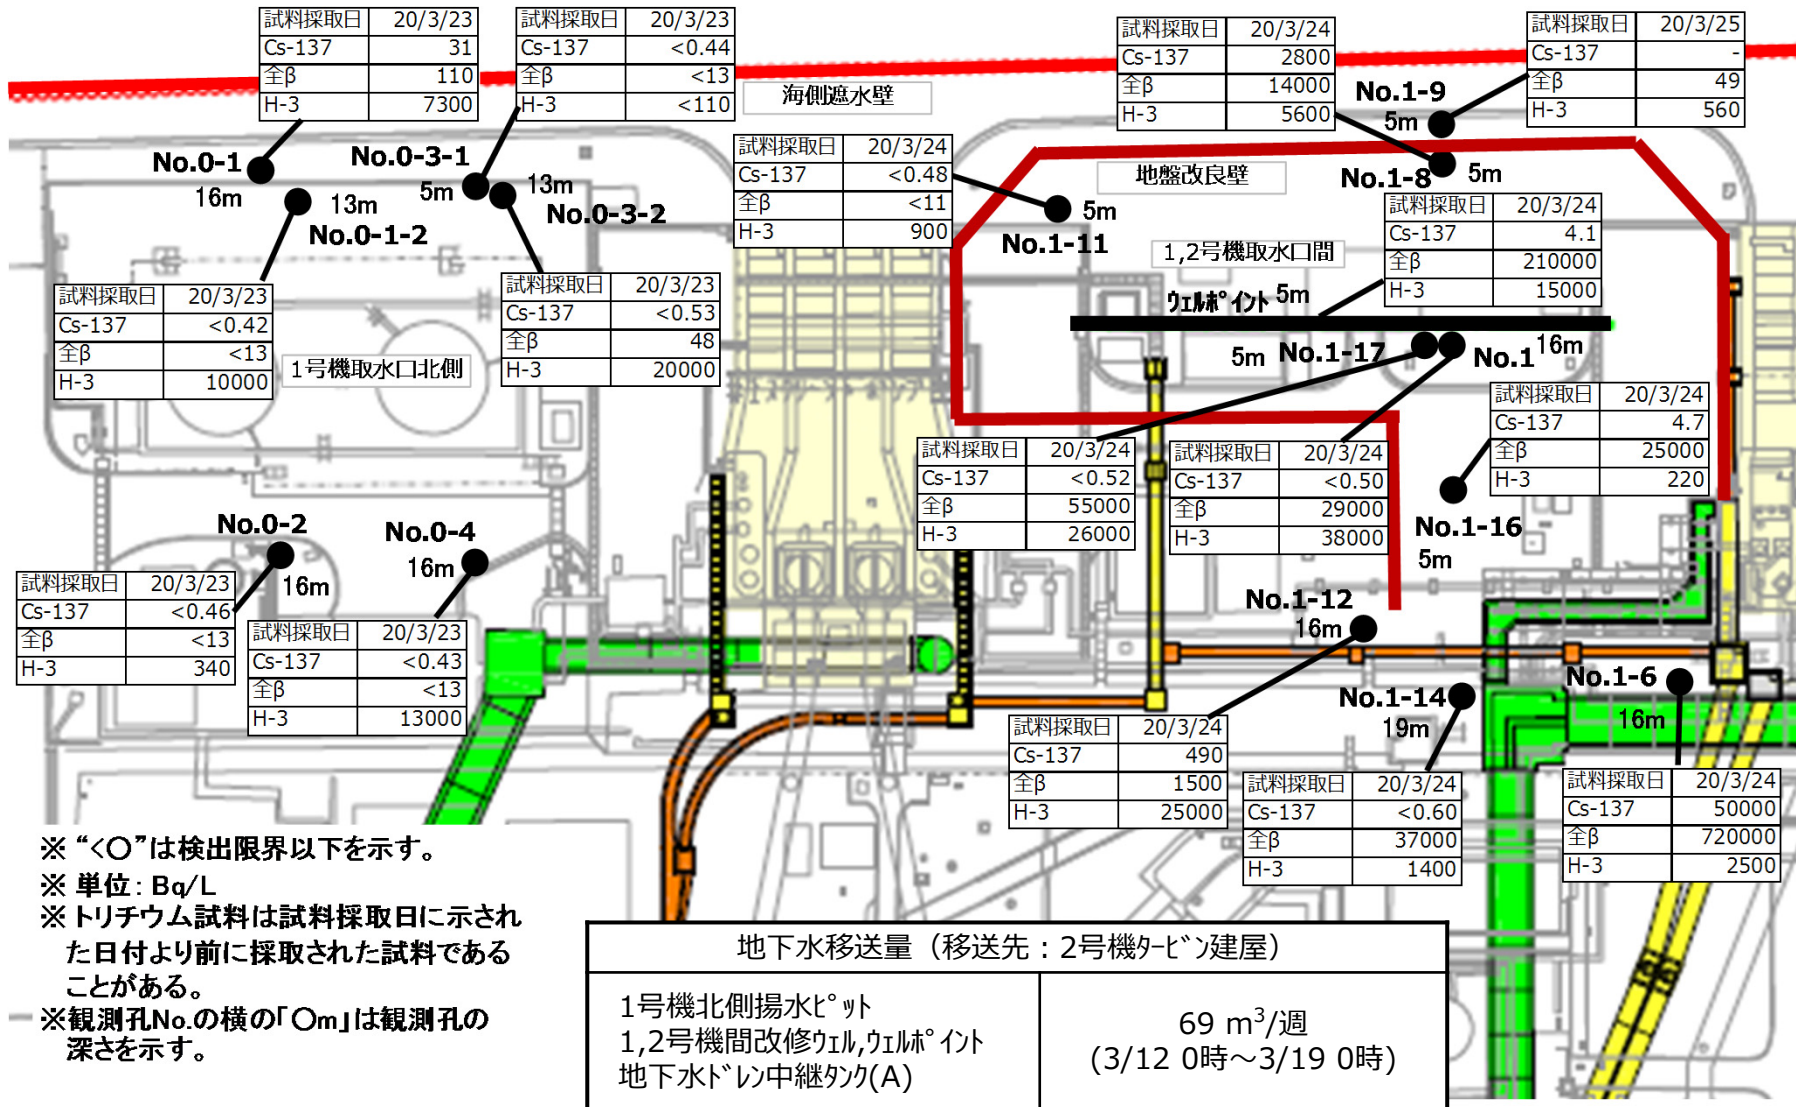 試料採取日 20/3/23
Cs-137 31
全β 110
H-3 7300
試料採取日 20/3/23
Cs-137 <0.44
全β <13
H-3 <110
海側遮水壁
試料採取日 20/3/24
Cs-137 2800
全β 14000
H-3 5600
試料採取日 20/3/25
Cs-137 -
全β 49
H-3 560
No.1-9
5m
No.0-1
16m
No.0-3-1
5m
13m
No.0-3-2
13m
No.0-1-2
試料採取日 20/3/24
Cs-137 <0.48
全β <11
H-3 900
5m
No.1-11
地盤改良壁
No.1-8
5m
試料採取日 20/3/24
Cs-137 4.1
全β 210000
H-3 15000
1,2号機取水口間
ウェルポイント 5m
試料採取日 20/3/23
Cs-137 <0.42
全β <13
H-3 10000
1号機取水口北側
試料採取日 20/3/23
Cs-137 <0.53
全β 48
H-3 20000
5m No.1-17
No.1 16m
試料採取日 20/3/24
Cs-137 4.7
全β 25000
H-3 220
No.1-16
5m
試料採取日 20/3/24
Cs-137 <0.52
全β 55000
H-3 26000
試料採取日 20/3/24
Cs-137 <0.50
全β 29000
H-3 38000
No.0-2
16m
No.0-4
16m
試料採取日 20/3/23
Cs-137 <0.46
全β <13
H-3 340
試料採取日 20/3/23
Cs-137 <0.43
全β <13
H-3 13000
No.1-12
16m
No.1-14
19m
No.1-6
16m
試料採取日 20/3/24
Cs-137 490
全β 1500
H-3 25000
試料採取日 20/3/24
Cs-137 <0.60
全β 37000
H-3 1400
試料採取日 20/3/24
Cs-137 50000
全β 720000
H-3 2500
※ “<○”は検出限界以下を示す。
※ 単位：Bq/L
※ トリチウム試料は試料採取日に示され
た日付より前に採取された試料である
ことがある。
※観測孔No.の横の「○m」は観測孔の
深さを示す。
地下水移送量（移送先：2号機タービン建屋）
1号機北側揚水ピット
1,2号機間改修ウェル,ウェルポイント
地下水ドレン中継タンク(A)
69 m³/週
(3/12 0時～3/19 0時)